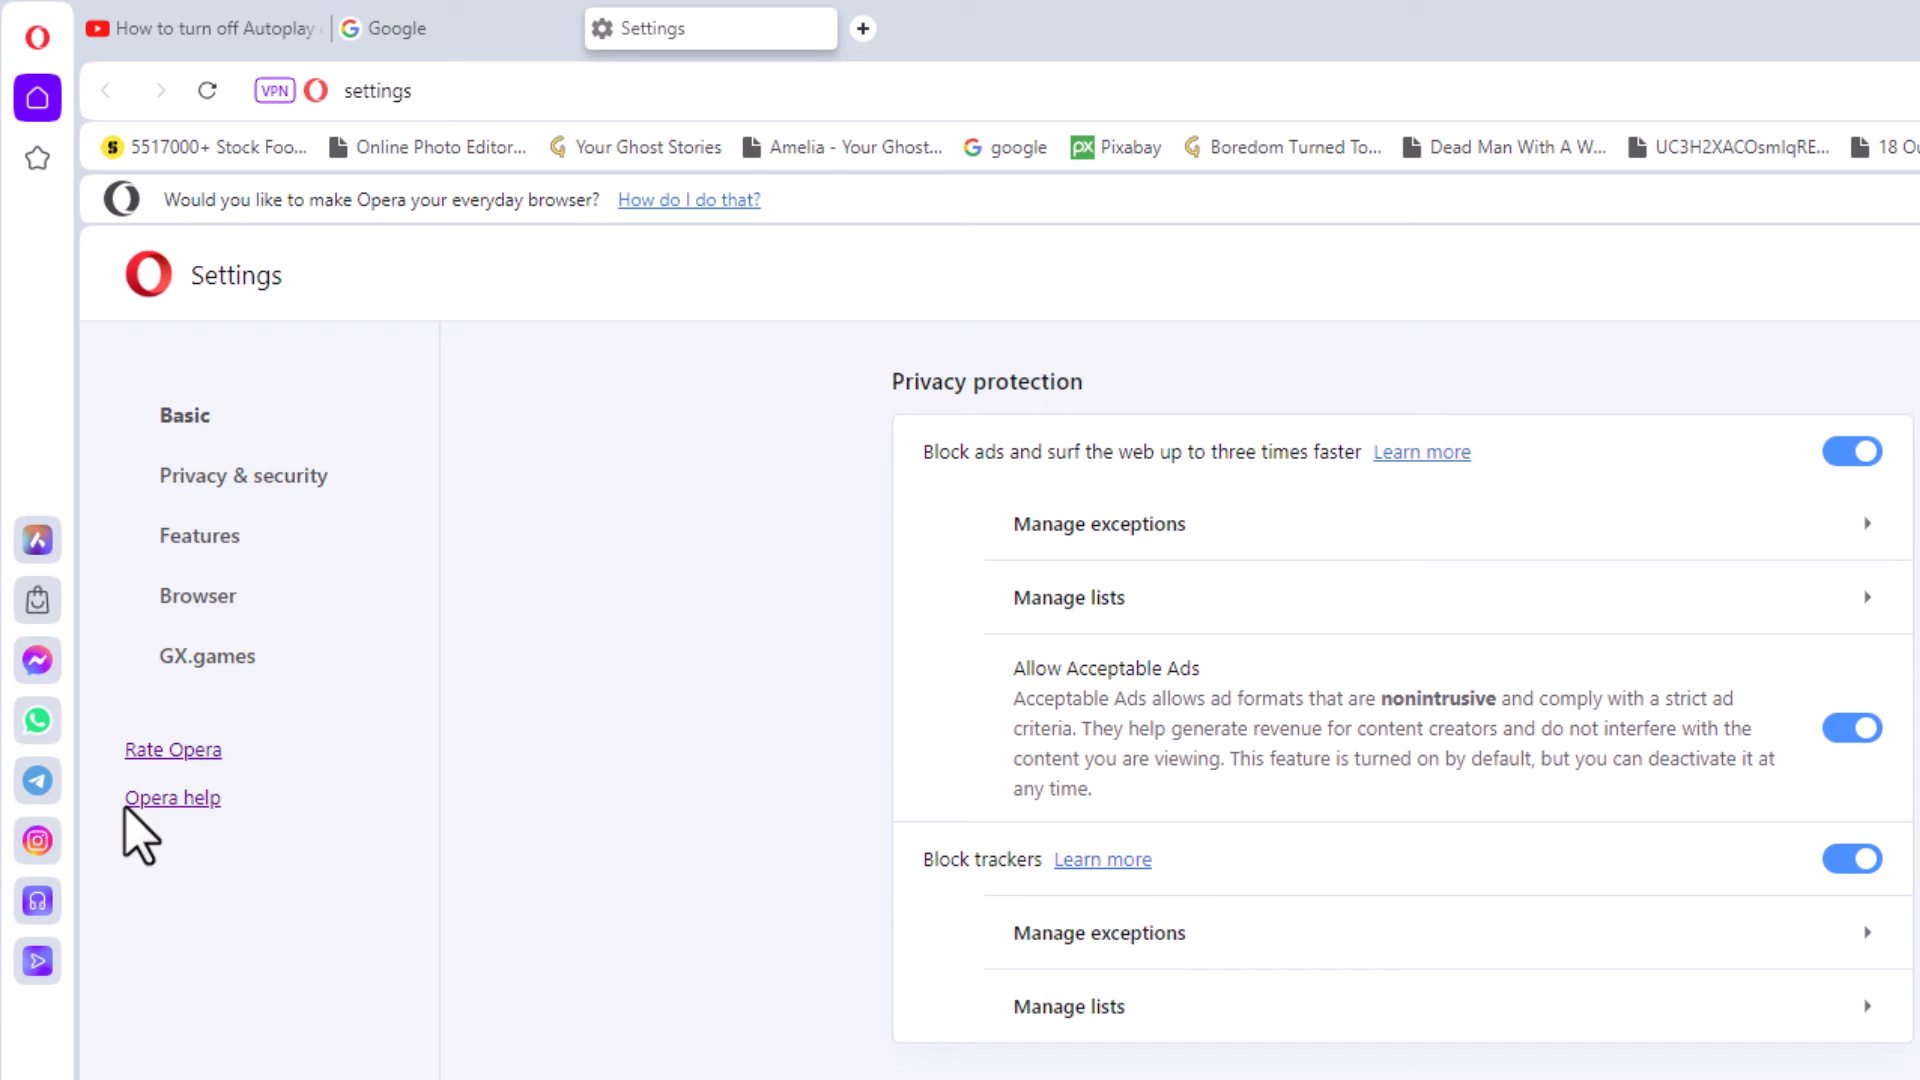 How to turn off Autoplay
Google
Settings
VPN
settings
5517000+ Stock Foo...
Online Photo Editor...
Your Ghost Stories
Amelia - Your Ghost...
google
px Pixabay
Boredom Turned To...
Dead Man With A W...
UC3H2XACOsmlqRE...
18 Ou
Would you like to make Opera your everyday browser? How do I do that?
Settings
Basic
Privacy & security
Features
Browser
GX.games
Rate Opera
Opera help
Privacy protection
Block ads and surf the web up to three times faster Learn more
Manage exceptions
Manage lists
Allow Acceptable Ads
Acceptable Ads allows ad formats that are nonintrusive and comply with a strict ad
criteria. They help generate revenue for content creators and do not interfere with the
content you are viewing. This feature is turned on by default, but you can deactivate it at
any time.
Block trackers Learn more
Manage exceptions
Manage lists